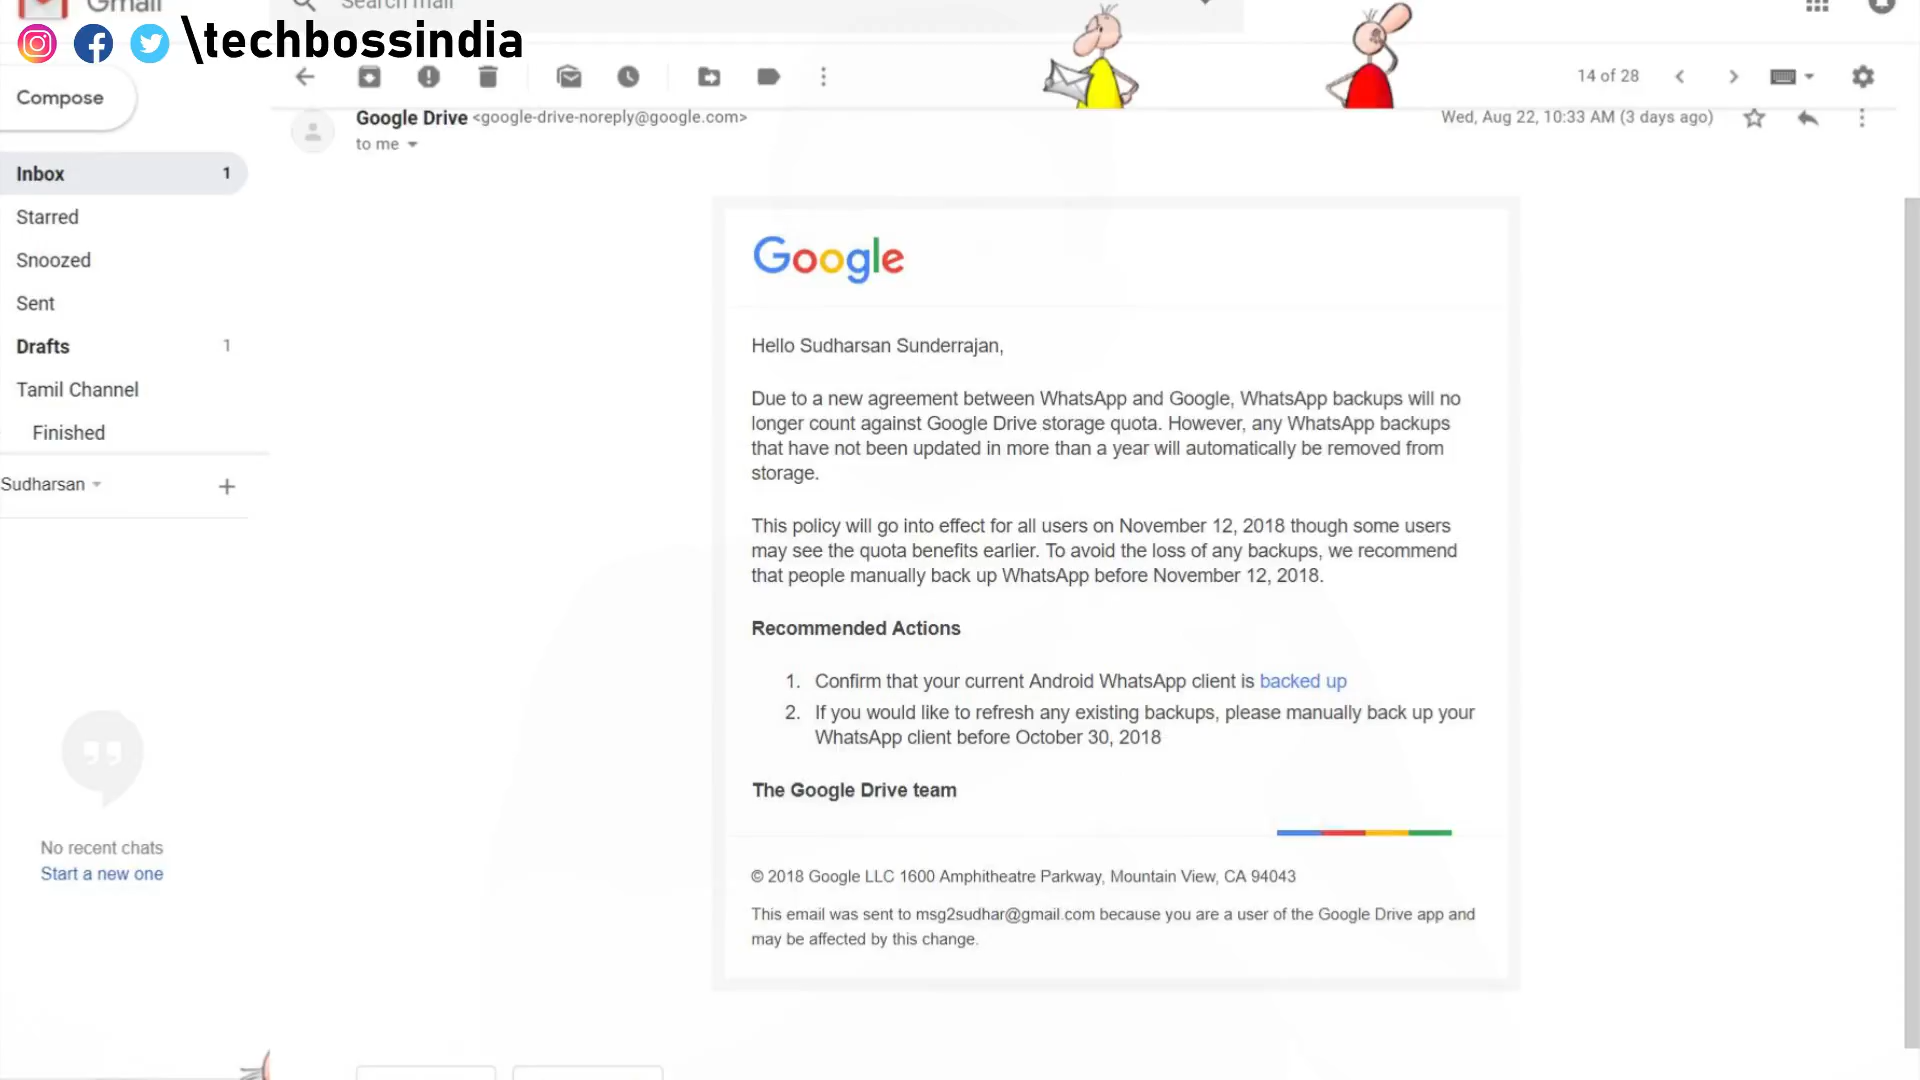 Gmail
Search mail
\techbossindia
Compose
14 of 28
Google Drive <google-drive-noreply@google.com>
Wed, Aug 22, 10:33 AM (3 days ago)
to me
Inbox 1
Starred
Snoozed
Sent
Drafts 1
Tamil Channel
Finished
Sudharsan
No recent chats
Start a new one
Google
Hello Sudharsan Sunderrajan,
Due to a new agreement between WhatsApp and Google, WhatsApp backups will no
longer count against Google Drive storage quota. However, any WhatsApp backups
that have not been updated in more than a year will automatically be removed from
storage.
This policy will go into effect for all users on November 12, 2018 though some users
may see the quota benefits earlier. To avoid the loss of any backups, we recommend
that people manually back up WhatsApp before November 12, 2018.
Recommended Actions
1. Confirm that your current Android WhatsApp client is backed up
2. If you would like to refresh any existing backups, please manually back up your
WhatsApp client before October 30, 2018
The Google Drive team
© 2018 Google LLC 1600 Amphitheatre Parkway, Mountain View, CA 94043
This email was sent to msg2sudhar@gmail.com because you are a user of the Google Drive app and
may be affected by this change.